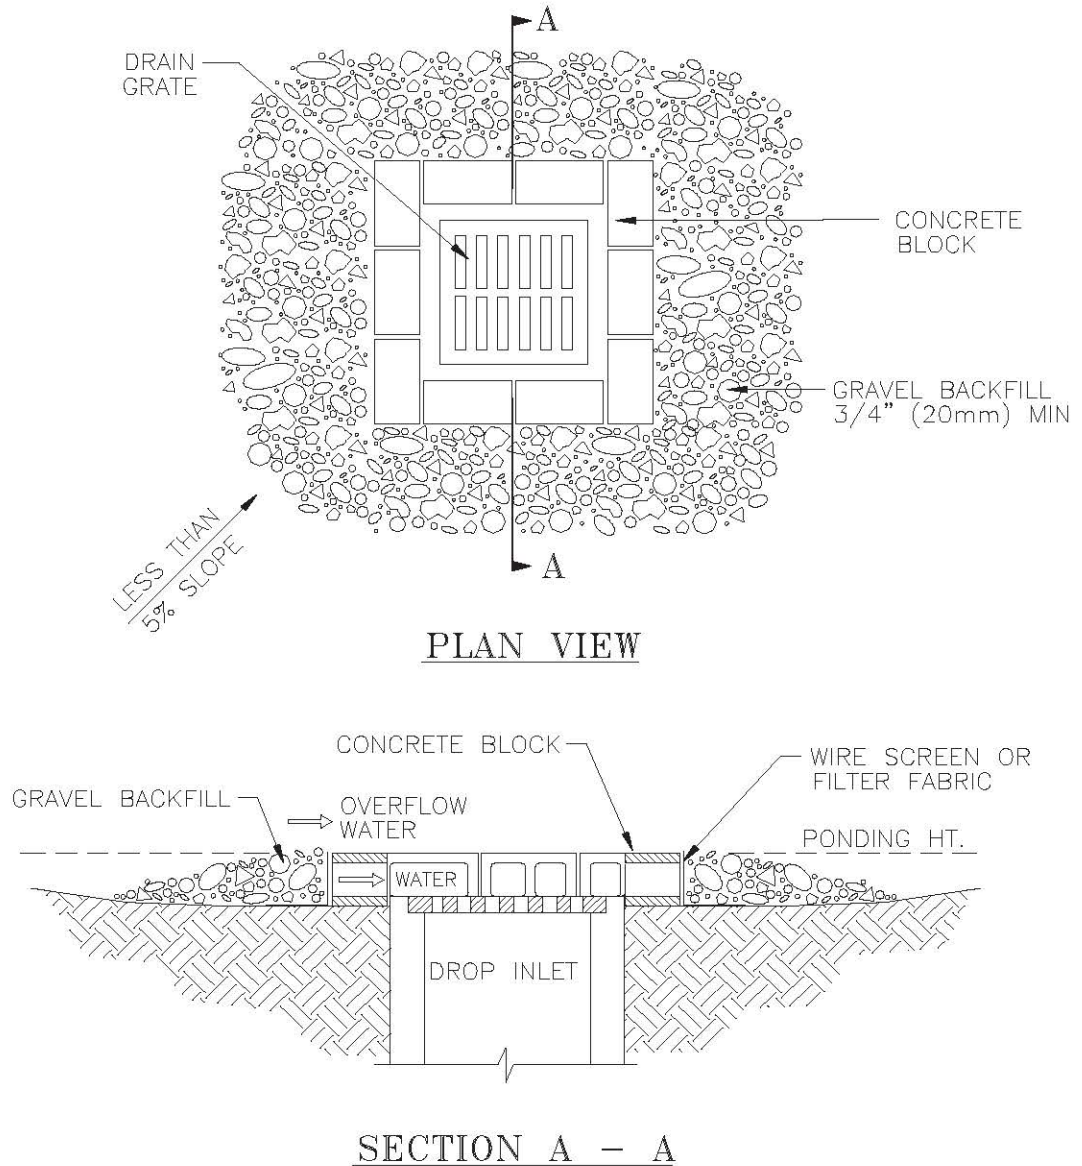 A
DRAIN
GRATE
CONCRETE
BLOCK
GRAVEL BACKFILL
3/4" (20mm) MIN
LESS THAN
5% SLOPE
A
PLAN VIEW
CONCRETE BLOCK
WIRE SCREEN OR
FILTER FABRIC
GRAVEL BACKFILL
OVERFLOW
WATER
PONDING HT.
WATER
DROP INLET
SECTION A - A